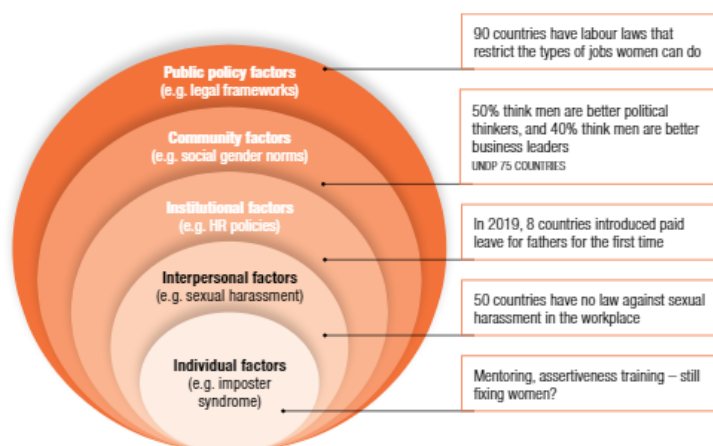 Public policy factors
(e.g. legal frameworks)
Community factors
(e.g. social gender norms)
Institutional factors
(e.g. HR policies)
Interpersonal factors
(e.g. sexual harassment)
Individual factors
(e.g. imposter
syndrome)
90 countries have labour laws that
restrict the types of jobs women can do
50% think men are better political
thinkers, and 40% think men are better
business leaders
UNDP 75 COUNTRIES
In 2019, 8 countries introduced paid
leave for fathers for the first time
50 countries have no law against sexual
harassment in the workplace
Mentoring, assertiveness training – still
fixing women?